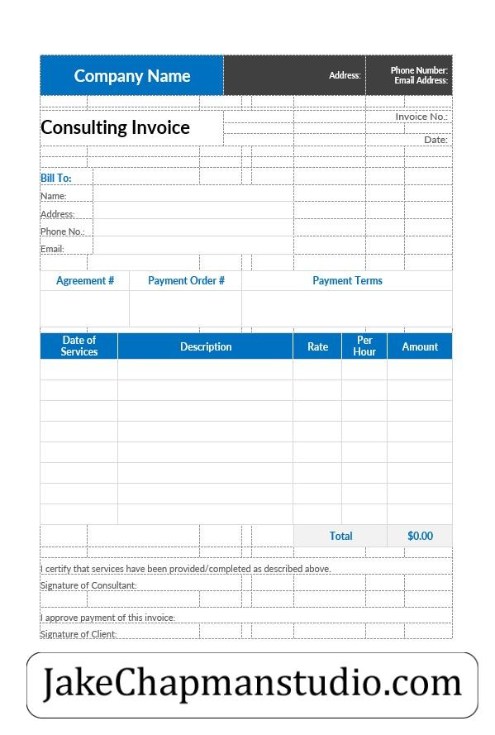 Company Name
Address:
Phone Number:
Email Address:
Consulting Invoice
Invoice No.:
Date:
Bill To:
Name:
Address:
Phone No.:
Email:
Agreement # Payment Order # Payment Terms
Date of Services Description Rate Per Hour Amount
Total $0.00
I certify that services have been provided/completed as described above.
Signature of Consultant:
I approve payment of this invoice:
Signature of Client:
JakeChapmanstudio.com